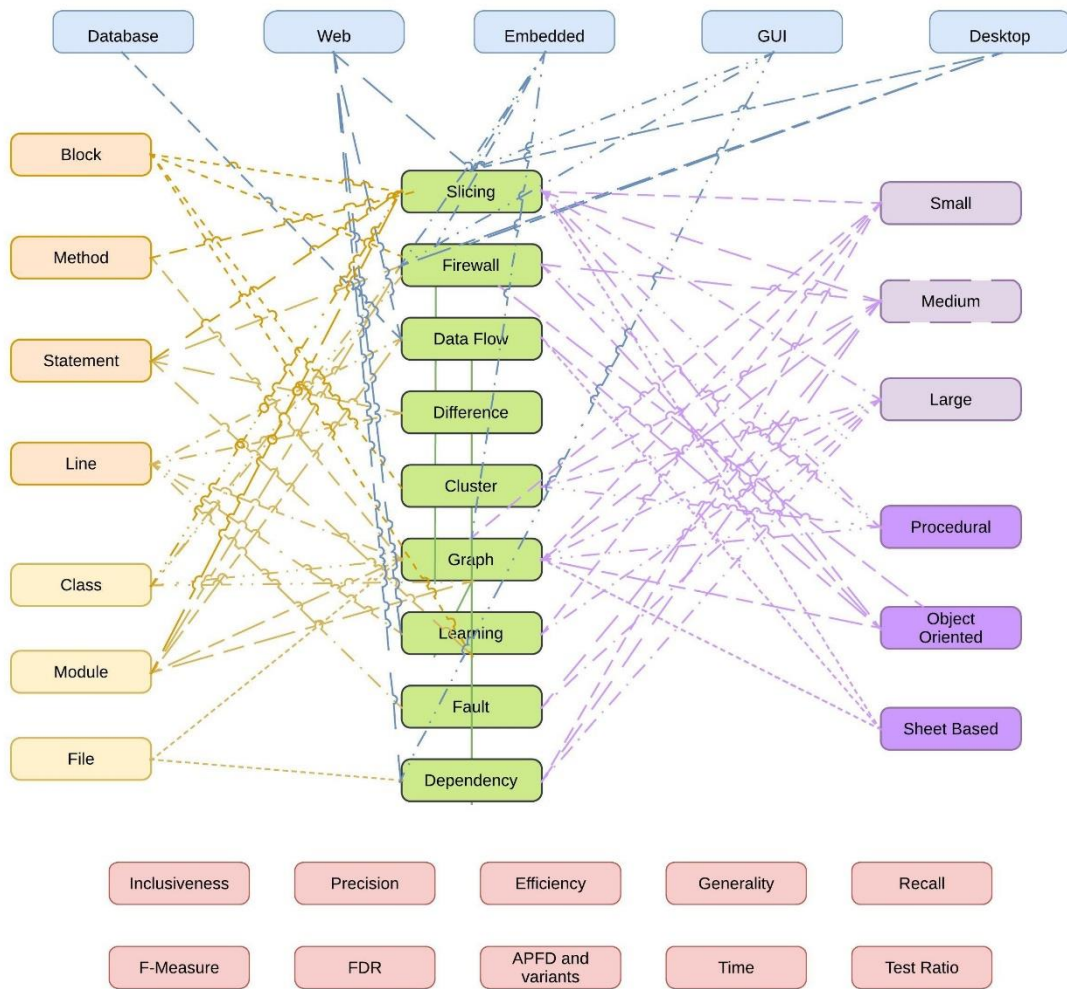 Database
Web
Embedded
GUI
Desktop
Block
Method
Statement
Line
Class
Module
File
Slicing
Firewall
Data Flow
Difference
Cluster
Graph
Learning
Fault
Dependency
Small
Medium
Large
Procedural
Object
Oriented
Sheet Based
Inclusiveness
Precision
Efficiency
Generality
Recall
F-Measure
FDR
APFD and
variants
Time
Test Ratio